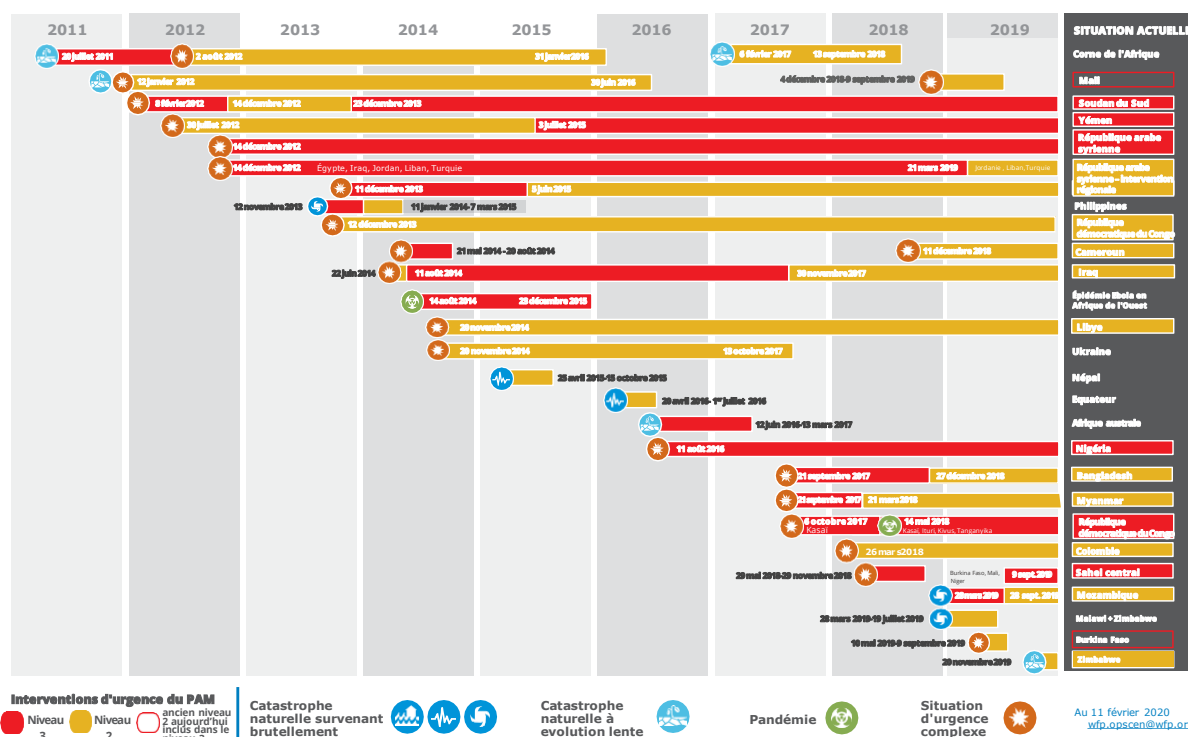 2011 2012 2013 2014 2015 2016 2017 2018 2019 SITUATION ACTUELLE
20 juillet 2011 2 août 2012 31 janvier 2016 6 février 2017 13 septembre 2018 Corne de l'Afrique
12 janvier 2012 30 juin 2016 4 décembre 2018-9 septembre 2019 Mali
8 février 2012 14 décembre 2012 23 décembre 2013 Soudan du Sud
30 juillet 2012 3 juillet 2015 Yémen
14 décembre 2012 République arabe
syrienne
14 décembre 2012 Égypte, Iraq, Jordan, Liban, Turquie 21 mars 2019 Jordanie , Liban,Turquie République arabe
syrienne – intervention
régionale
11 décembre 2013 5 juin 2015
12 novembre 2013 11 janvier 2014-7 mars 2015 Philippines
12 décembre 2013 République
démocratique du Congo
21 mai 2014 - 20 août 2014 11 décembre 2018 Cameroun
22 juin 2014 11 août 2014 30 novembre 2017 Iraq
14 août 2014 28 décembre 2015 Épidémie Ebola en
Afrique de l'Ouest
20 novembre 2014 Libye
20 novembre 2014 13 octobre 2017 Ukraine
25 avril 2015-15 octobre 2015 Népal
20 avril 2016- 1er juillet 2016 Equateur
12 juin 2016-13 mars 2017 Afrique australe
11 août 2016 Nigéria
21 septembre 2017 27 décembre 2018 Bangladesh
21 septembre 2017 21 mars 2018 Myanmar
6 octobre 2017 14 mai 2018 République
Kasaï Kasaï, Ituri, Kivus, Tanganyika démocratique du Congo
26 mars2018 Colombie
29 mai 2018-29 novembre 2018 Burkina Faso, Mali, 9 sept. 2019 Sahel central
Niger
28 mars 2019 28 sept. 2019 Mozambique
28 mars 2019-19 juillet 2019 Malawi + Zimbabwe
10 mai 2019-9 septembre 2019 Burkina Faso
20 novembre 2019 Zimbabwe
Interventions d'urgence du PAM
Niveau
3
Niveau
2
ancien niveau
2 aujourd'hui
inclus dans le
niveau 3
Catastrophe
naturelle survenant
brutellement
Catastrophe
naturelle à
evolution lente
Pandémie
Situation
d'urgence
complexe
Au 11 février 2020
wfp.opscen@wfp.or